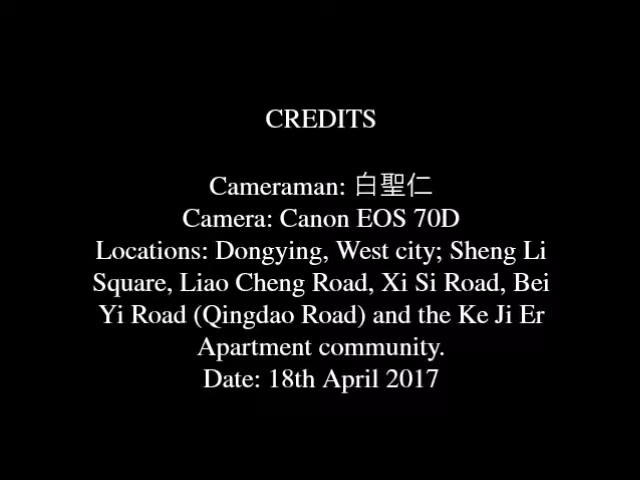 CREDITS
Cameraman: 白聖仁
Camera: Canon EOS 70D
Locations: Dongying, West city; Sheng Li
Square, Liao Cheng Road, Xi Si Road, Bei
Yi Road (Qingdao Road) and the Ke Ji Er
Apartment community.
Date: 18th April 2017